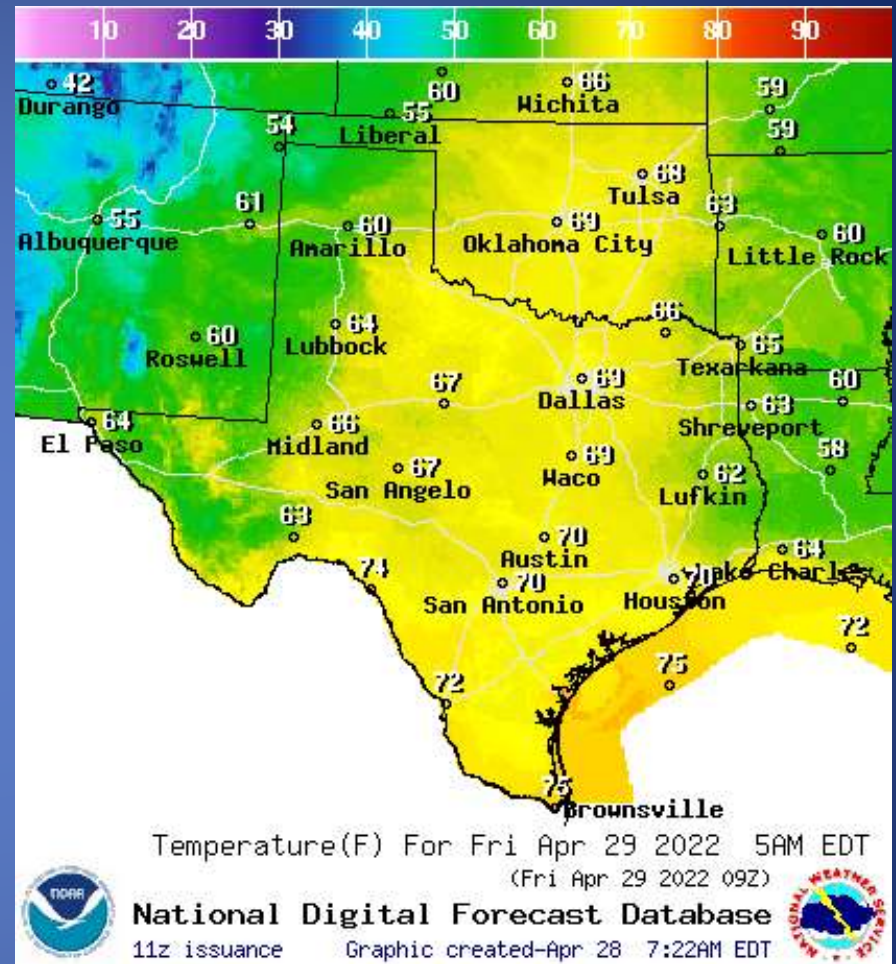 10 20 30 40 50 60 70 80 90
42
Durango
60
66
Wichita
59
55
Liberal
54
59
68
Tulsa
55
Albuquerque
61
60
Amarillo
69
Oklahoma City
63
60
Little Rock
60
Roswell
64
Lubbock
66
65
Texarkana
69
Dallas
67
63
Shreveport
60
64
El Paso
66
Midland
67
San Angelo
69
Waco
62
Lufkin
58
63
70
Austin
64
Lake Charles
74
70
San Antonio
70
Houston
72
75
72
75
Brownsville
Temperature(F) For Fri Apr 29 2022 5AM EDT
(Fri Apr 29 2022 09Z)
National Digital Forecast Database
11z issuance Graphic created-Apr 28 7:22AM EDT
NOAA
NATIONAL WEATHER SERVICE